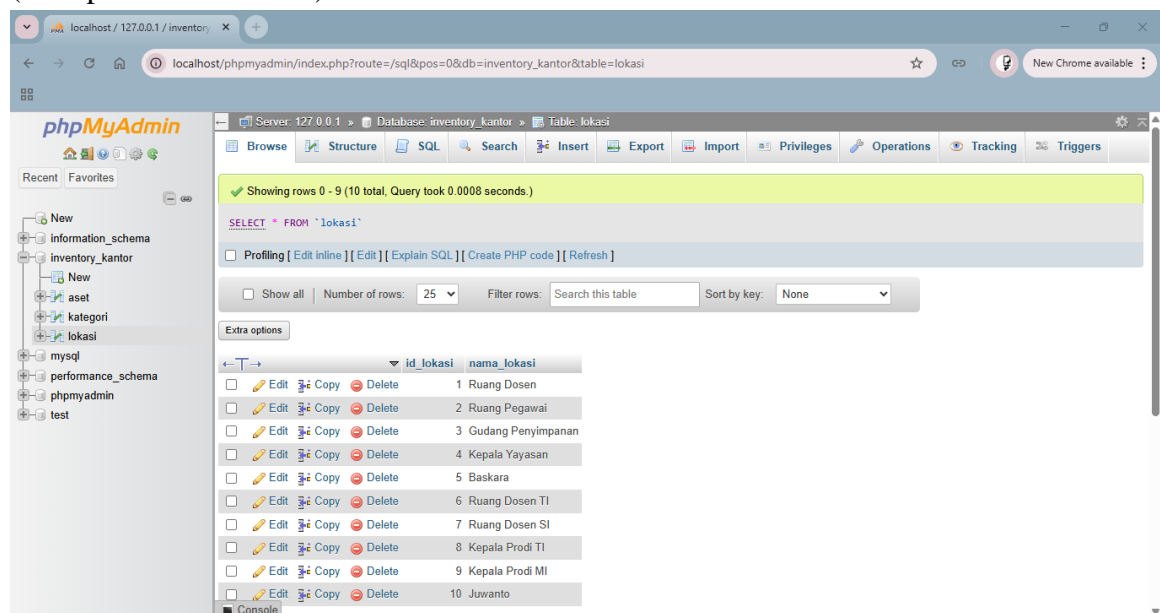 localhost / 127.0.0.1 / inventory
localhost/phpmyadmin/index.php?route=/sql&pos=0&db=inventory_kantor&table=lokasi
New Chrome available
phpMyAdmin
Recent Favorites
New
information_schema
inventory_kantor
New
aset
kategori
lokasi
mysql
performance_schema
phpmyadmin
test
Server: 127.0.0.1 » Database: inventory_kantor » Table: lokasi
Browse Structure SQL Search Insert Export Import Privileges Operations Tracking Triggers
Showing rows 0 - 9 (10 total, Query took 0.0008 seconds.)
SELECT * FROM `lokasi`
Profiling [ Edit inline ] [ Edit ] [ Explain SQL ] [ Create PHP code ] [ Refresh ]
Show all | Number of rows: 25 Filter rows: Search this table Sort by key: None
Extra options
←T→ id_lokasi nama_lokasi
Edit Copy Delete 1 Ruang Dosen
Edit Copy Delete 2 Ruang Pegawai
Edit Copy Delete 3 Gudang Penyimpanan
Edit Copy Delete 4 Kepala Yayasan
Edit Copy Delete 5 Baskara
Edit Copy Delete 6 Ruang Dosen TI
Edit Copy Delete 7 Ruang Dosen SI
Edit Copy Delete 8 Kepala Prodi TI
Edit Copy Delete 9 Kepala Prodi MI
Edit Copy Delete 10 Juwanto
Console